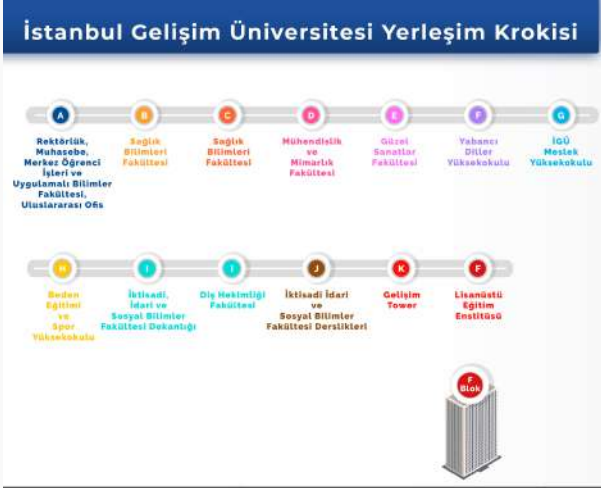 İstanbul Gelişim Üniversitesi Yerleşim Krokisi
A
B
C
D
E
F
G
Rektörlük,
Muhasebe,
Merkez Öğrenci
İşleri ve
Uygulamalı Bilimler
Fakültesi,
Uluslararası Ofis
Sağlık
Bilimleri
Fakültesi
Sağlık
Bilimleri
Fakültesi
Mühendislik
ve
Mimarlık
Fakültesi
Güzel
Sanatlar
Fakültesi
Yabancı
Diller
Yüksekokulu
İGÜ
Meslek
Yüksekokulu
H
I
I
J
K
F
Beden
Eğitimi
ve
Spor
Yüksekokulu
İktisadi,
İdari ve
Sosyal Bilimler
Fakültesi Dekanlığı
Diş Hekimliği
Fakültesi
İktisadi İdari
ve
Sosyal Bilimler
Fakültesi Derslikleri
Gelişim
Tower
Lisanüstü
Eğitim
Enstitüsü
F
Blok